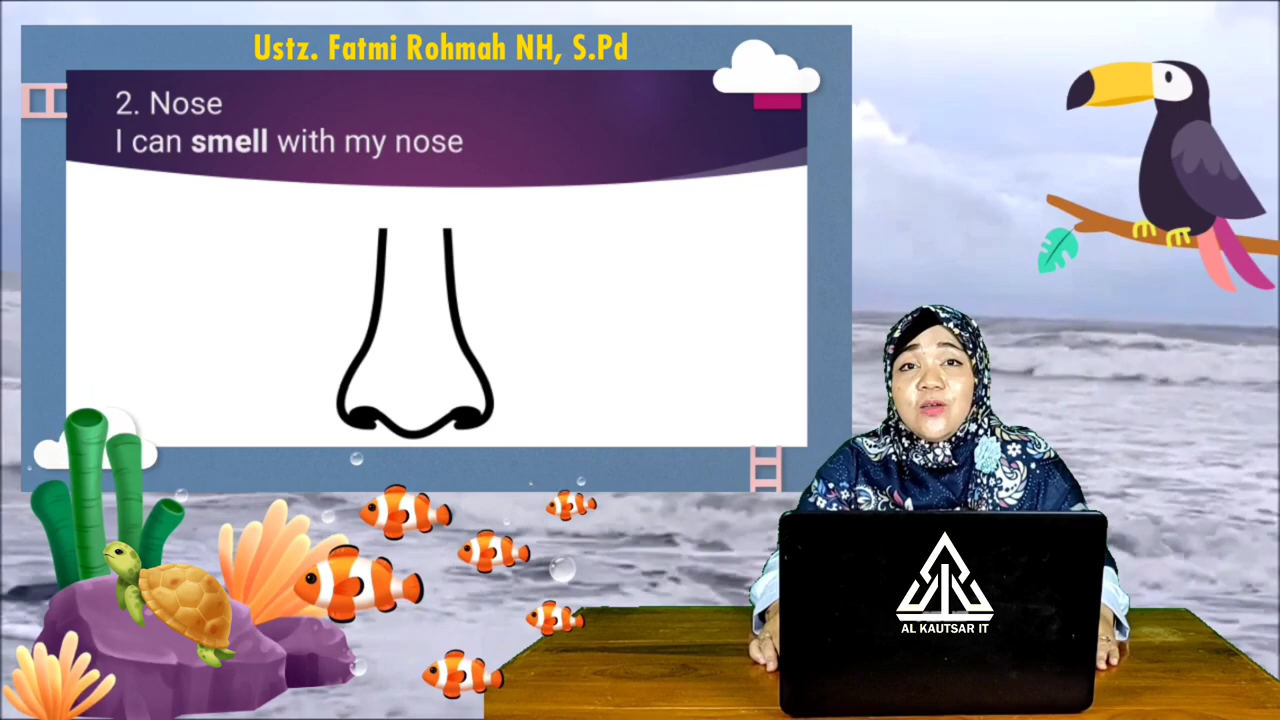 Ustz. Fatmi Rohmah NH, S.Pd
2. Nose
I can smell with my nose
AL KAUTSAR IT